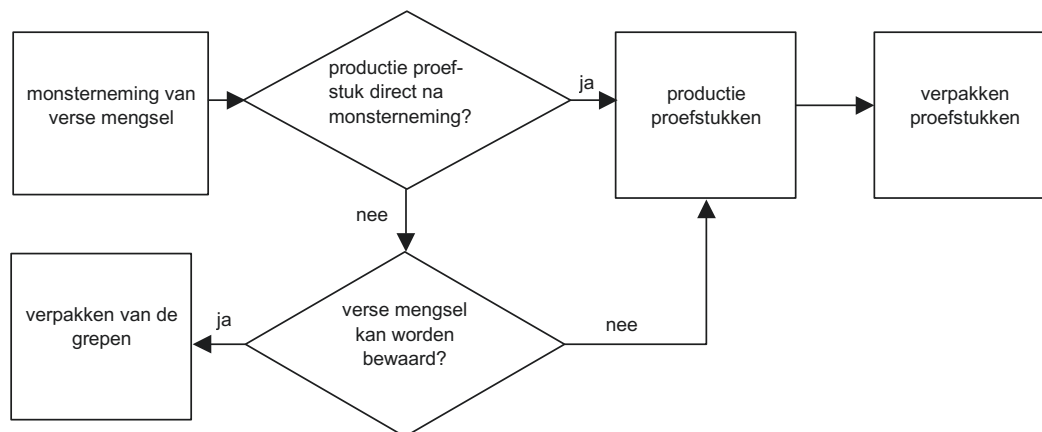 monsterneming van
verse mengsel
productie proef-
stuk direct na
monsterneming?
ja
productie
proefstukken
verpakken
proefstukken
nee
verpakken van de
grepen
ja
verse mengsel
kan worden
bewaard?
nee